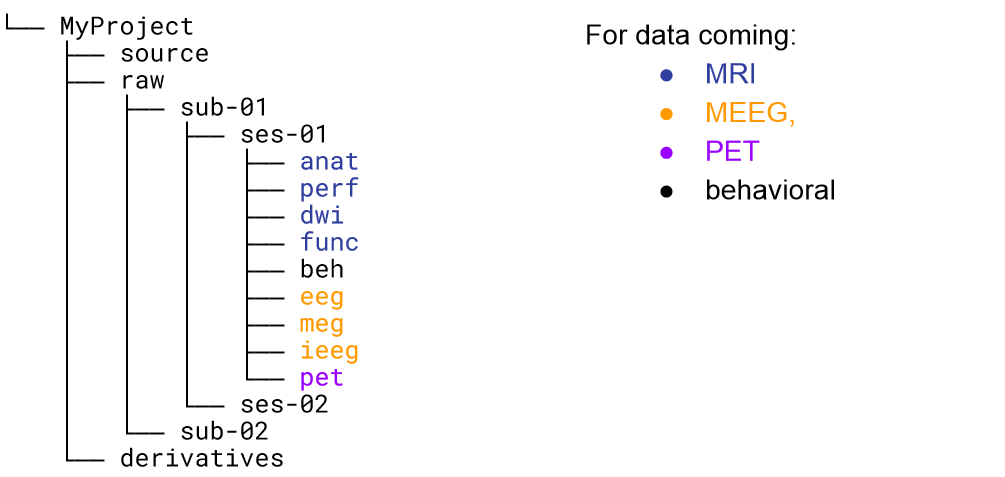 MyProject
source
raw
sub-01
ses-01
anat
perf
dwi
func
beh
eeg
meg
ieeg
pet
ses-02
sub-02
derivatives
For data coming:
MRI
MEEG,
PET
behavioral